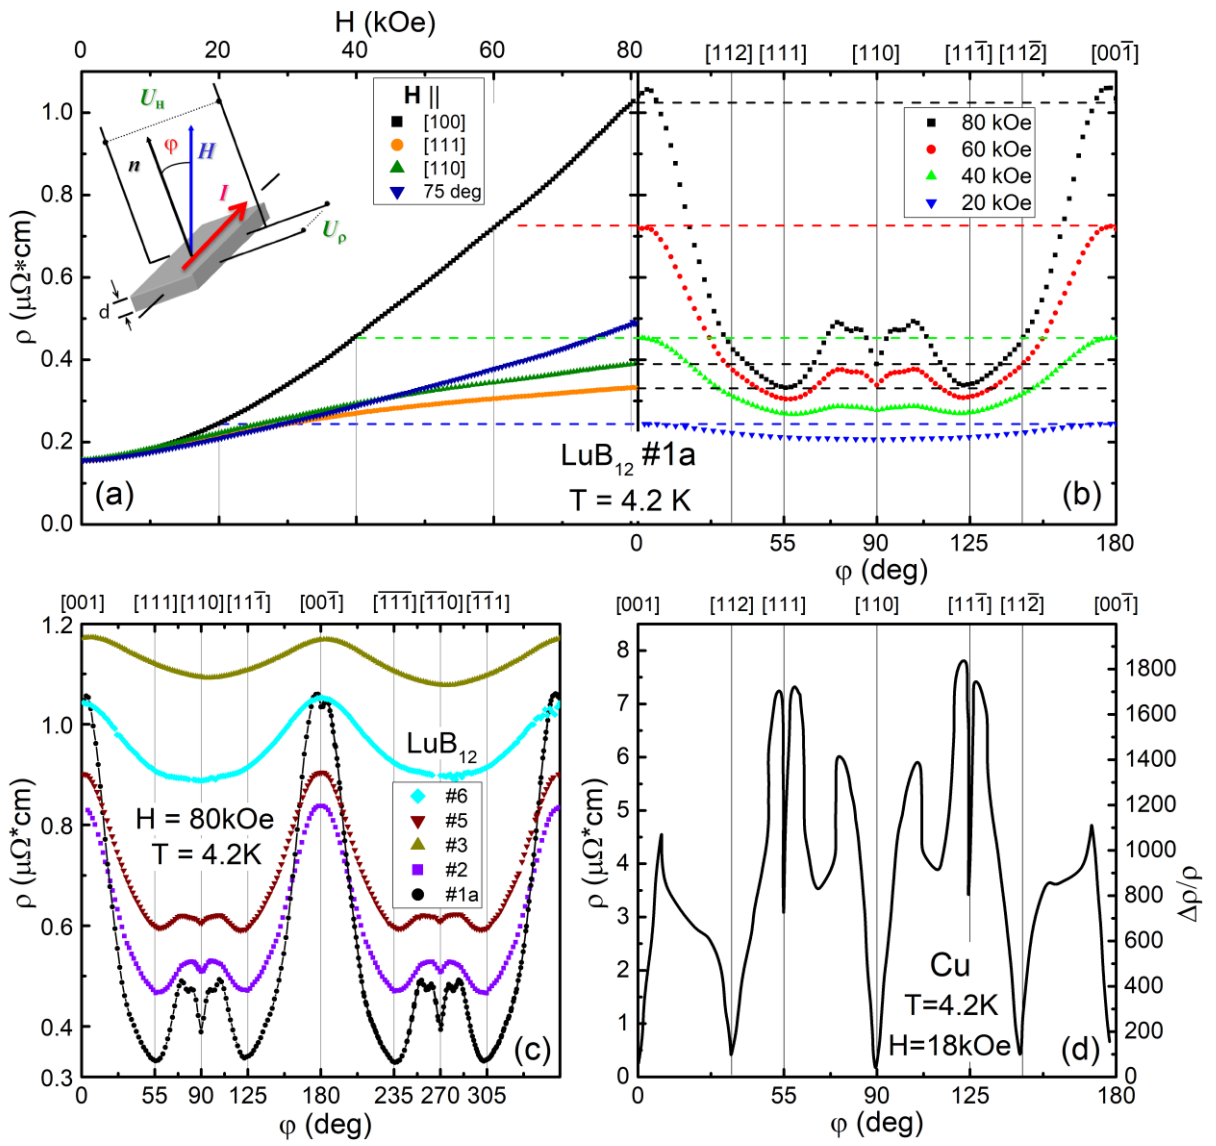 H (kOe)
0 20 40 60 80
[112] [111] [110] [11̅1̅] [11̅2̅] [00̅1̅]
ρ (μΩ*cm)
1.0
0.8
0.6
0.4
0.2
0.0
U_H
n φ H
I
U_ρ
d
H ||
[100]
[111]
[110]
75 deg
80 kOe
60 kOe
40 kOe
20 kOe
(a)
LuB₁₂ #1a
T = 4.2 K
(b)
0 55 90 125 180
φ (deg)
[001] [111] [110] [111̅] [001̅] [1̅1̅1̅] [1̅1̅0] [1̅1̅1]
ρ (μΩ*cm)
1.2
1.0
0.8
0.6
0.4
0.3
H = 80kOe
T = 4.2K
LuB₁₂
#6
#5
#3
#2
#1a
(c)
0 55 90 125 180 235 270 305
φ (deg)
[001] [112] [111] [110] [111̅] [112̅] [001̅]
ρ (μΩ*cm)
8
7
6
5
4
3
2
1
0
Δρ/ρ
1800
1600
1400
1200
1000
800
600
400
200
0
Cu
T=4.2K
H=18kOe
(d)
0 55 90 125 180
φ (deg)